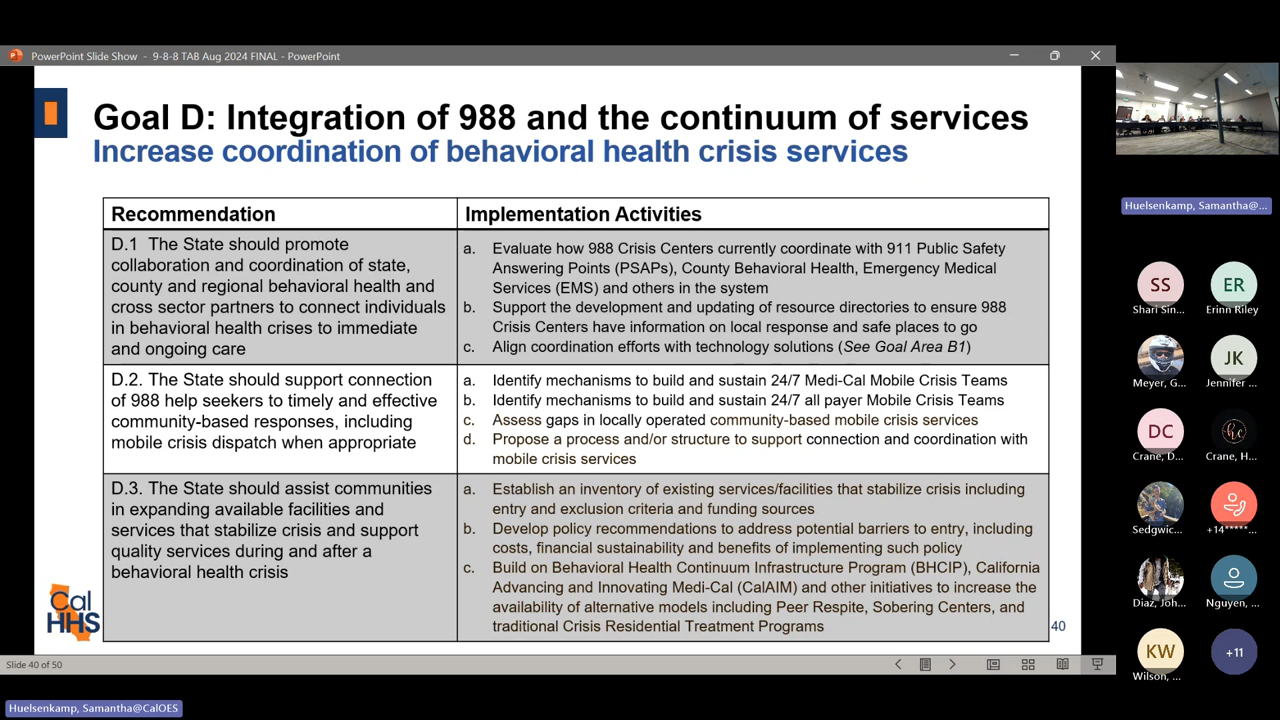 PowerPoint Slide Show - 9-8-8 TAB Aug 2024 FINAL - PowerPoint
Goal D: Integration of 988 and the continuum of services
Increase coordination of behavioral health crisis services
Recommendation
Implementation Activities
D.1 The State should promote
collaboration and coordination of state,
county and regional behavioral health and
cross sector partners to connect individuals
in behavioral health crises to immediate
and ongoing care
a. Evaluate how 988 Crisis Centers currently coordinate with 911 Public Safety
Answering Points (PSAPs), County Behavioral Health, Emergency Medical
Services (EMS) and others in the system
b. Support the development and updating of resource directories to ensure 988
Crisis Centers have information on local response and safe places to go
c. Align coordination efforts with technology solutions (See Goal Area B1)
D.2. The State should support connection
of 988 help seekers to timely and effective
community-based responses, including
mobile crisis dispatch when appropriate
a. Identify mechanisms to build and sustain 24/7 Medi-Cal Mobile Crisis Teams
b. Identify mechanisms to build and sustain 24/7 all payer Mobile Crisis Teams
c. Assess gaps in locally operated community-based mobile crisis services
d. Propose a process and/or structure to support connection and coordination with
mobile crisis services
D.3. The State should assist communities
in expanding available facilities and
services that stabilize crisis and support
quality services during and after a
behavioral health crisis
a. Establish an inventory of existing services/facilities that stabilize crisis including
entry and exclusion criteria and funding sources
b. Develop policy recommendations to address potential barriers to entry, including
costs, financial sustainability and benefits of implementing such policy
c. Build on Behavioral Health Continuum Infrastructure Program (BHCIP), California
Advancing and Innovating Medi-Cal (CalAIM) and other initiatives to increase the
availability of alternative models including Peer Respite, Sobering Centers, and
traditional Crisis Residential Treatment Programs
Cal
HHS
40
Slide 40 of 50
Huelsenkamp, Samantha@CalOES
Huelsenkamp, Samantha@...
SS
ER
Shari Sin...
Erinn Riley
JK
Meyer, G...
Jennifer ...
DC
hc
Crane, D...
Crane, H...
Sedgwic...
+14*****...
Diaz, Joh...
Nguyen, ...
KW
+11
Wilson, ...